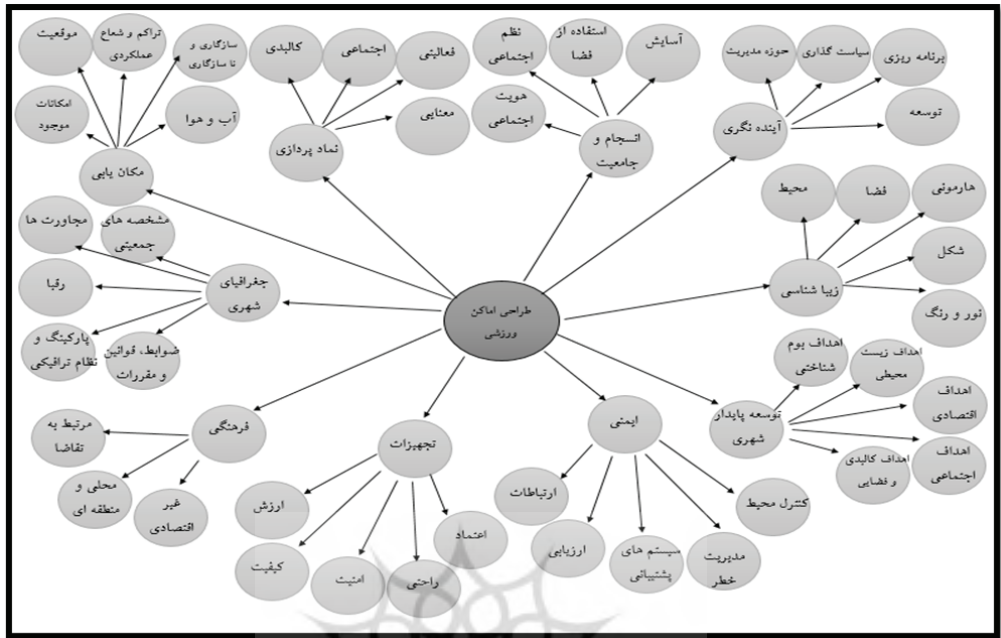 طراحی اماکن
ورزشی
آینده نگری
حوزه مدیریت
سیاست گذاری
برنامه ریزی
توسعه
انسجام و
جامعیت
آسایش
استفاده از
فضا
نظم
اجتماعی
هویت
اجتماعی
نماد پردازی
کالبدی
اجتماعی
فعالیتی
معنایی
مکان یابی
موقعیت
تراکم و شعاع
عملکردی
سازگاری و
نا سازگاری
آب و هوا
امکانات
موجود
جغرافیای
شهری
مشخصه های
جمعیتی
مجاورت ها
رقبا
پارکینگ و
نظام ترافیکی
ضوابط، قوانین
و مقررات
فرهنگی
مرتبط به
تقاضا
محلی و
منطقه ای
غیر
اقتصادی
تجهیزات
ارزش
کیفیت
امنیت
راحتی
اعتماد
ایمنی
ارتباطات
ارزیابی
سیستم های
پشتیبانی
مدیریت
خطر
کنترل محیط
توسعه پایدار
شهری
اهداف بوم
شناختی
اهداف زیست
محیطی
اهداف
اقتصادی
اهداف
اجتماعی
اهداف کالبدی
و فضایی
زیبا شناسی
محیط
فضا
هارمونی
شکل
نور و رنگ